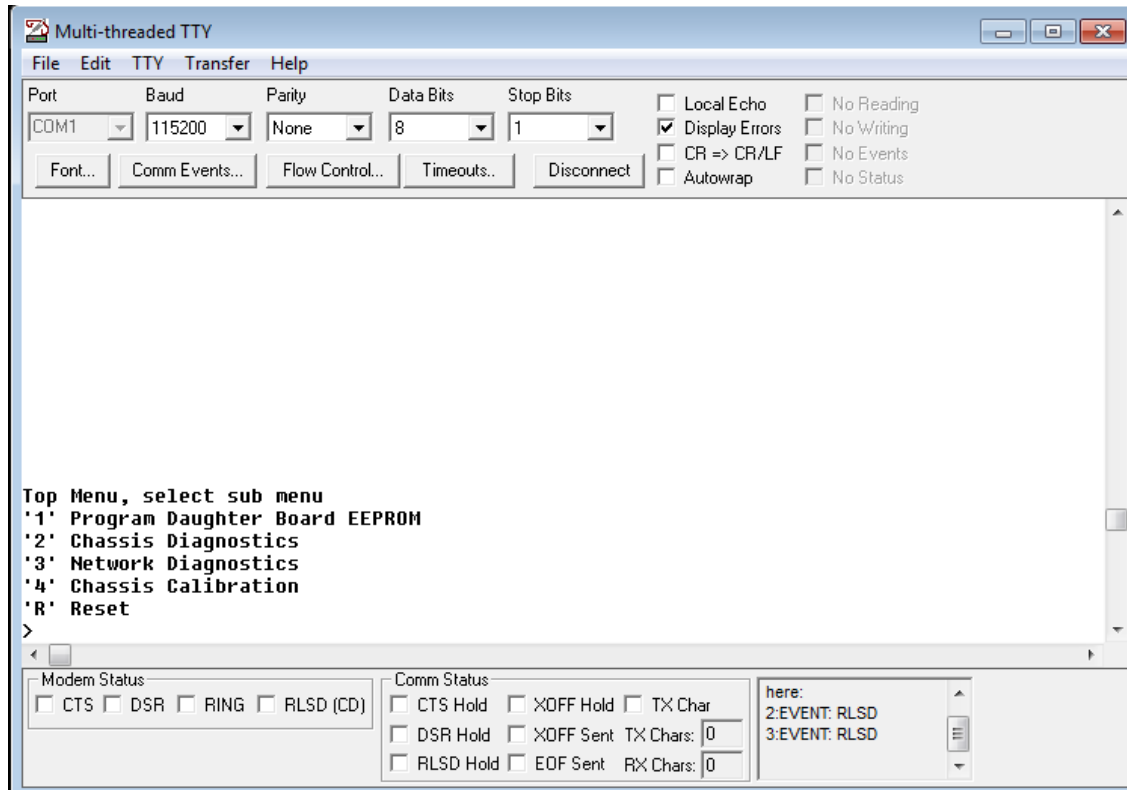 Multi-threaded TTY
File Edit TTY Transfer Help
Port Baud Parity Data Bits Stop Bits
COM1 115200 None 8 1
Font... Comm Events... Flow Control... Timeouts.. Disconnect
Local Echo No Reading
Display Errors No Writing
CR => CR/LF No Events
Autowrap No Status
Top Menu, select sub menu
'1' Program Daughter Board EEPROM
'2' Chassis Diagnostics
'3' Network Diagnostics
'4' Chassis Calibration
'R' Reset
>
Modem Status
CTS DSR RING RLSD (CD)
Comm Status
CTS Hold XOFF Hold TX Char
DSR Hold XOFF Sent TX Chars: 0
RLSD Hold EOF Sent RX Chars: 0
here:
2:EVENT: RLSD
3:EVENT: RLSD